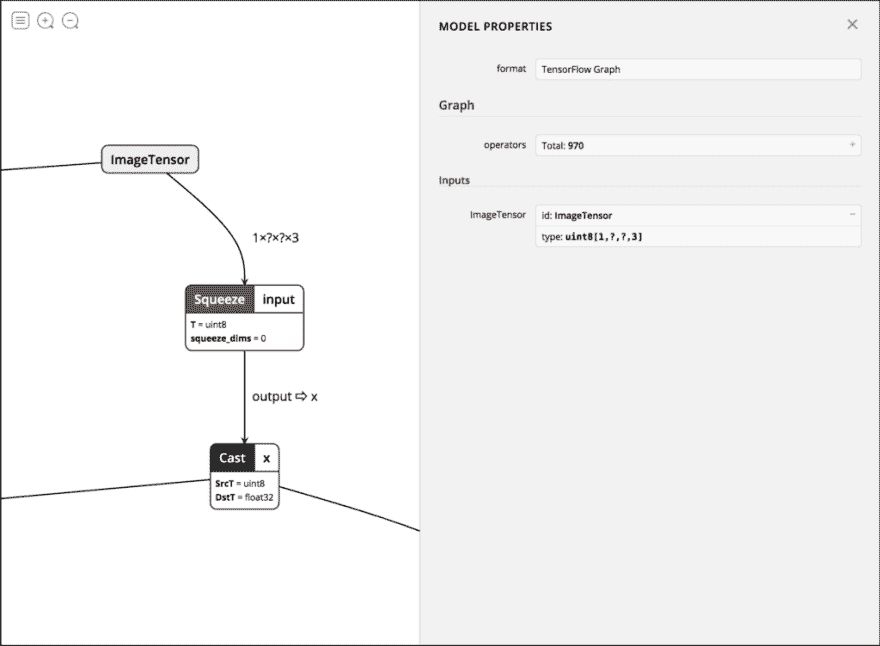 ImageTensor
1×?×?×3
Squeeze input
T = uint8
squeeze_dims = 0
output ⇨ x
Cast x
SrcT = uint8
DstT = float32
MODEL PROPERTIES
format TensorFlow Graph
Graph
operators Total: 970 +
Inputs
ImageTensor id: ImageTensor −
type: uint8[1,?,?,3]